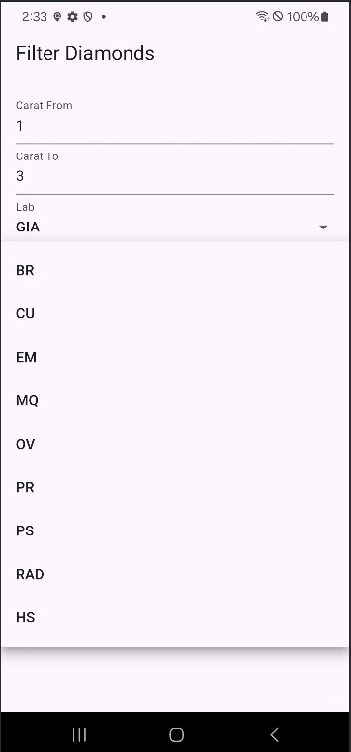 2:33
100%
Filter Diamonds
Carat From
1
Carat To
3
Lab
GIA
BR
CU
EM
MQ
OV
PR
PS
RAD
HS